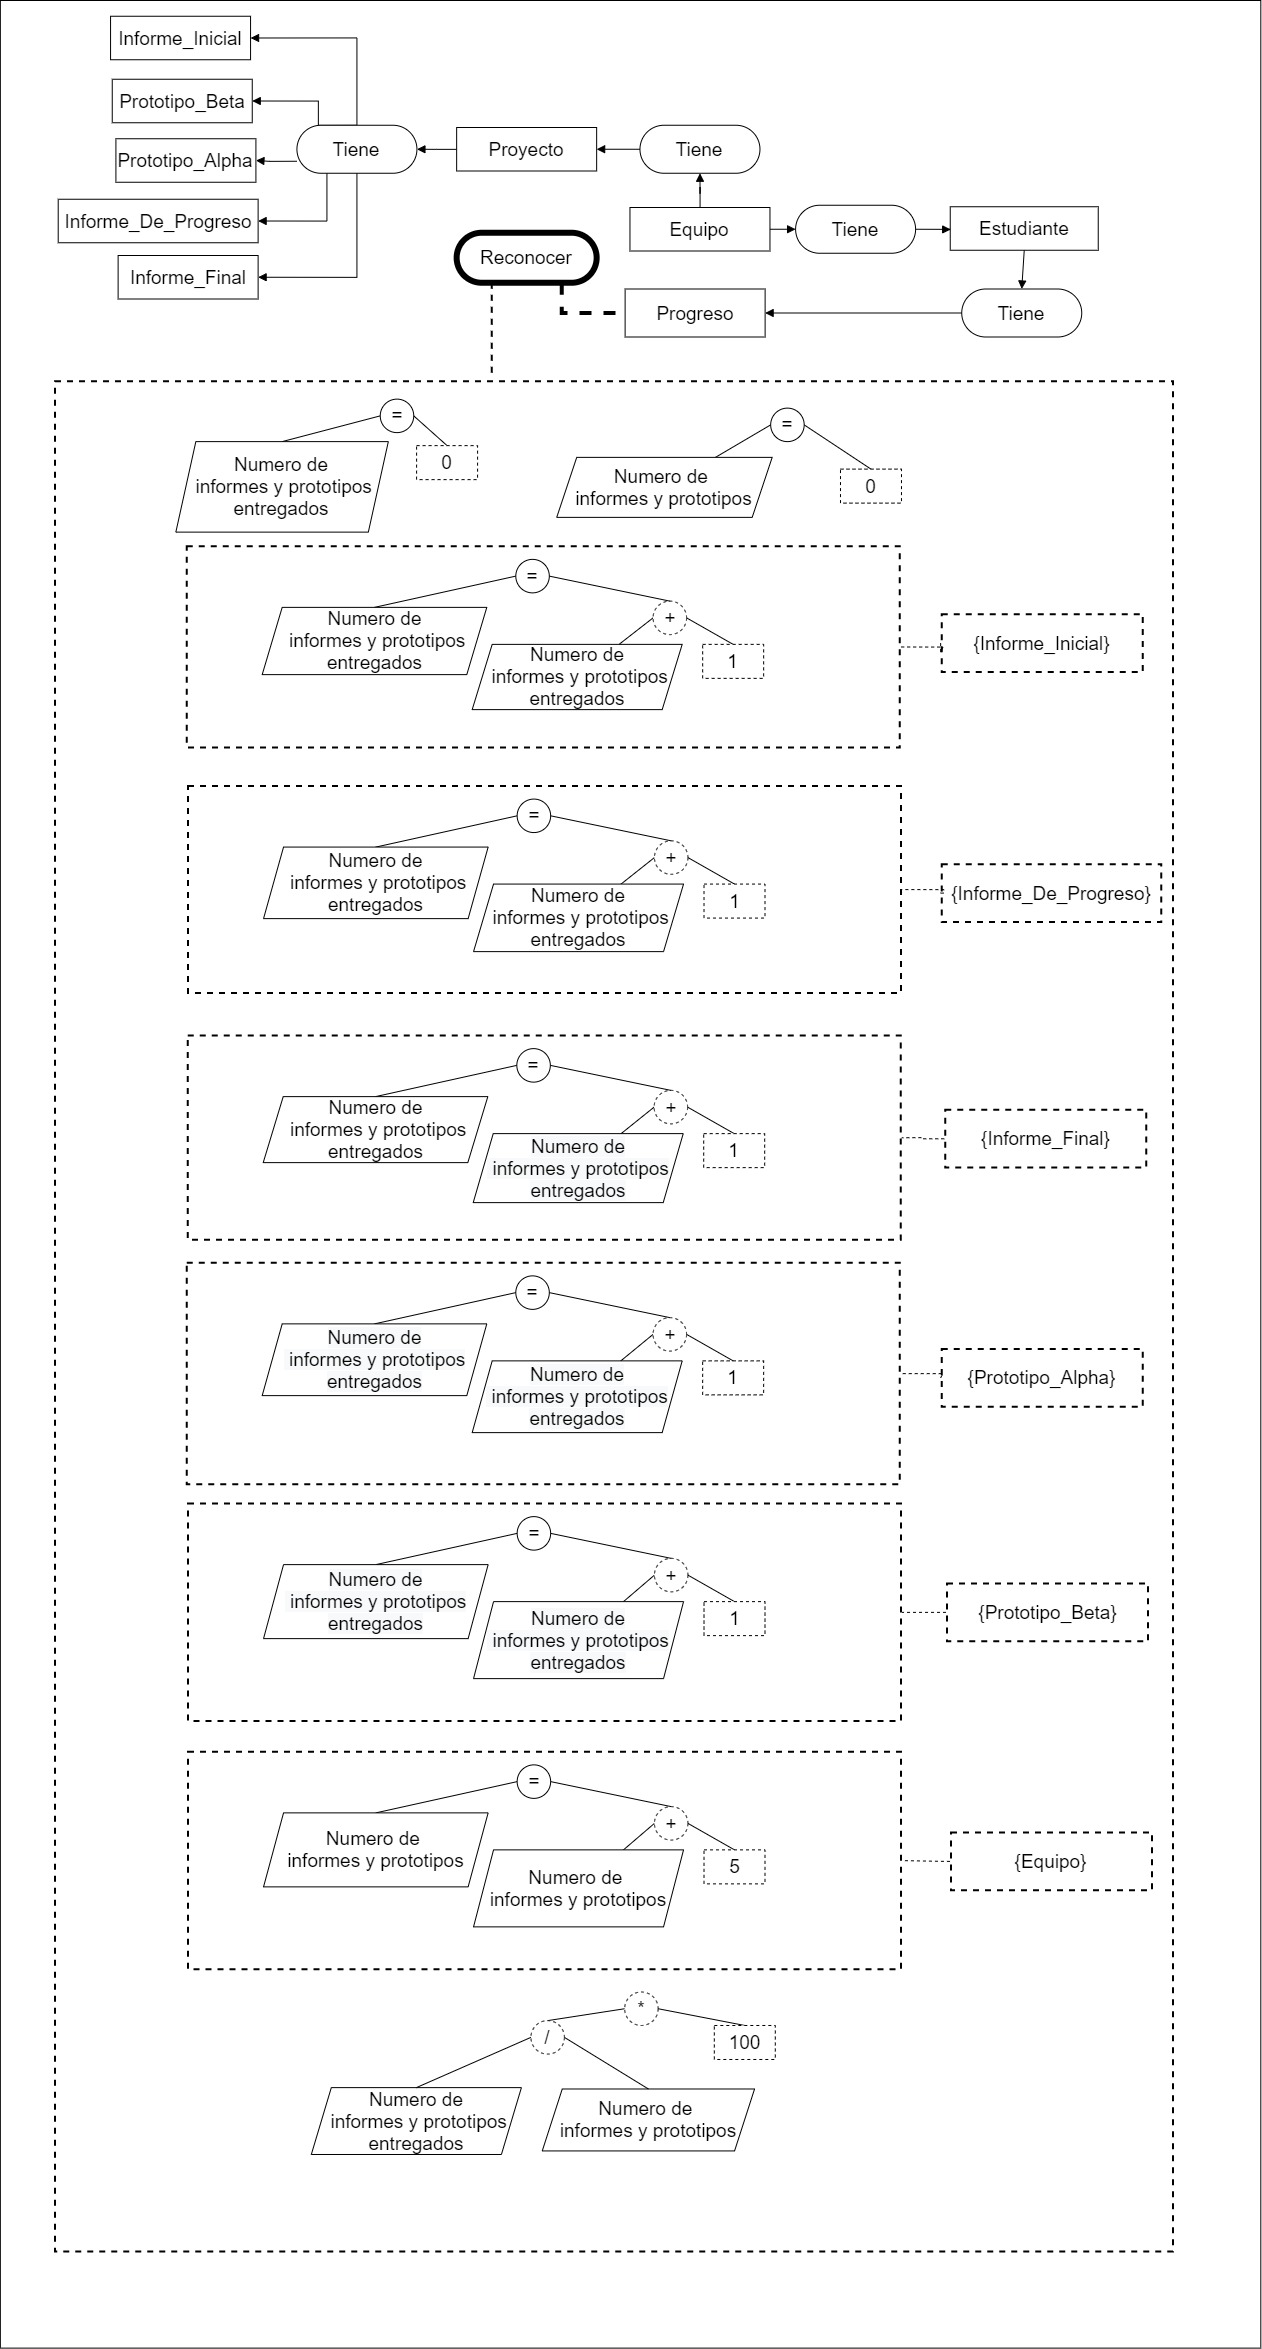 Informe_Inicial
Prototipo_Beta
Prototipo_Alpha
Informe_De_Progreso
Informe_Final
Tiene
Proyecto
Tiene
Equipo
Tiene
Estudiante
Reconocer
Progreso
Tiene
=
Numero de
informes y prototipos
entregados
0
=
Numero de
informes y prototipos
0
=
Numero de
informes y prototipos
entregados
+
Numero de
informes y prototipos
entregados
1
{Informe_Inicial}
=
Numero de
informes y prototipos
entregados
+
Numero de
informes y prototipos
entregados
1
{Informe_De_Progreso}
=
Numero de
informes y prototipos
entregados
+
Numero de
informes y prototipos
entregados
1
{Informe_Final}
=
Numero de
informes y prototipos
entregados
+
Numero de
informes y prototipos
entregados
1
{Prototipo_Alpha}
=
Numero de
informes y prototipos
entregados
+
Numero de
informes y prototipos
entregados
1
{Prototipo_Beta}
=
Numero de
informes y prototipos
+
Numero de
informes y prototipos
5
{Equipo}
*
/
100
Numero de
informes y prototipos
entregados
Numero de
informes y prototipos